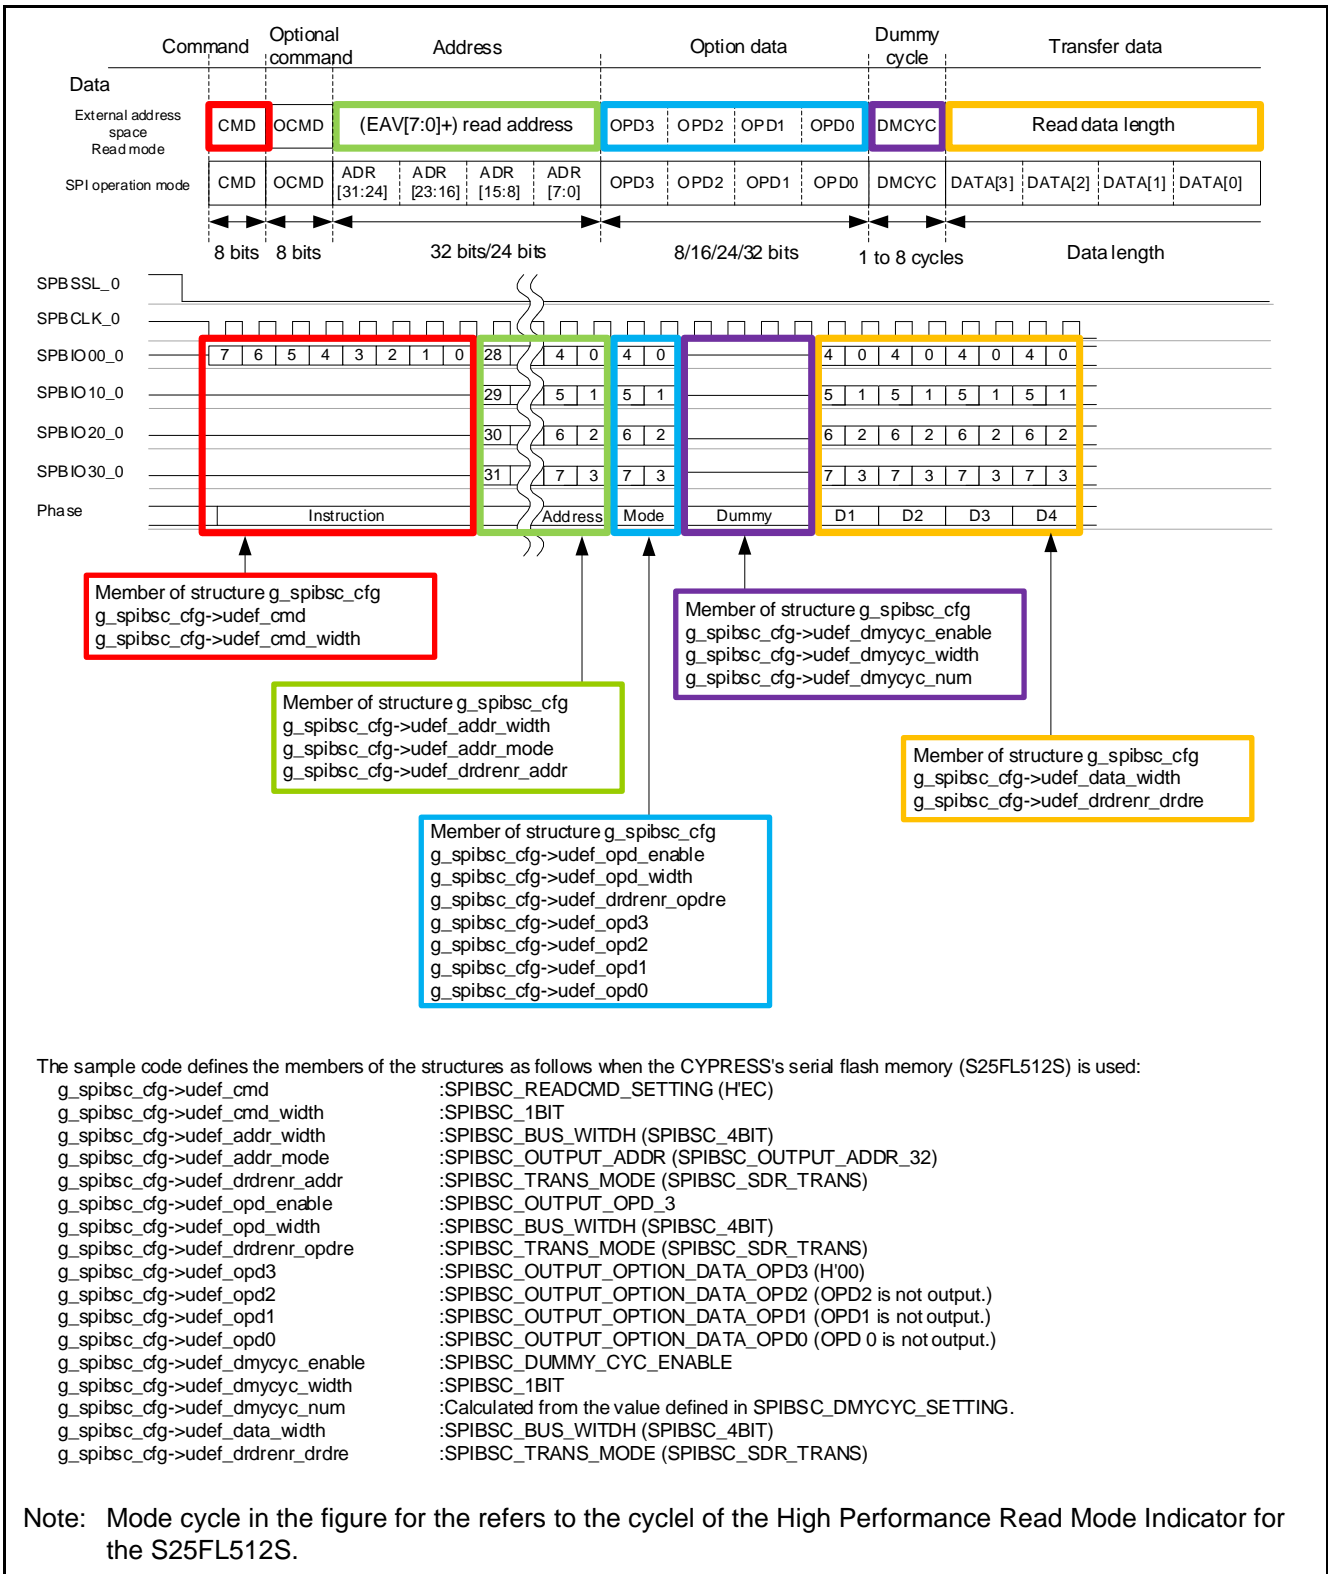 Command Optional command Address Option data Dummy cycle Transfer data
Data
External address space Read mode CMD OCMD (EAV[7:0]+) read address OPD3 OPD2 OPD1 OPD0 DMCYC Read data length
SPI operation mode CMD OCMD ADR [31:24] ADR [23:16] ADR [15:8] ADR [7:0] OPD3 OPD2 OPD1 OPD0 DMCYC DATA[3] DATA[2] DATA[1] DATA[0]
8 bits 8 bits 32 bits/24 bits 8/16/24/32 bits 1 to 8 cycles Data length
SPBSSL_0
SPBCLK_0
SPBIO00_0 7 6 5 4 3 2 1 0 28 4 0 4 0 4 0 4 0 4 0 4 0
SPBIO10_0 29 5 1 5 1 5 1 5 1 5 1 5 1
SPBIO20_0 30 6 2 6 2 6 2 6 2 6 2 6 2
SPBIO30_0 31 7 3 7 3 7 3 7 3 7 3 7 3
Phase Instruction Address Mode Dummy D1 D2 D3 D4
Member of structure g_spibsc_cfg
g_spibsc_cfg->udef_cmd
g_spibsc_cfg->udef_cmd_width
Member of structure g_spibsc_cfg
g_spibsc_cfg->udef_dmycyc_enable
g_spibsc_cfg->udef_dmycyc_width
g_spibsc_cfg->udef_dmycyc_num
Member of structure g_spibsc_cfg
g_spibsc_cfg->udef_addr_width
g_spibsc_cfg->udef_addr_mode
g_spibsc_cfg->udef_drdrenr_addr
Member of structure g_spibsc_cfg
g_spibsc_cfg->udef_data_width
g_spibsc_cfg->udef_drdrenr_drdre
Member of structure g_spibsc_cfg
g_spibsc_cfg->udef_opd_enable
g_spibsc_cfg->udef_opd_width
g_spibsc_cfg->udef_drdrenr_opdre
g_spibsc_cfg->udef_opd3
g_spibsc_cfg->udef_opd2
g_spibsc_cfg->udef_opd1
g_spibsc_cfg->udef_opd0
The sample code defines the members of the structures as follows when the CYPRESS's serial flash memory (S25FL512S) is used:
g_spibsc_cfg->udef_cmd :SPIBSC_READCMD_SETTING (H'EC)
g_spibsc_cfg->udef_cmd_width :SPIBSC_1BIT
g_spibsc_cfg->udef_addr_width :SPIBSC_BUS_WITDH (SPIBSC_4BIT)
g_spibsc_cfg->udef_addr_mode :SPIBSC_OUTPUT_ADDR (SPIBSC_OUTPUT_ADDR_32)
g_spibsc_cfg->udef_drdrenr_addr :SPIBSC_TRANS_MODE (SPIBSC_SDR_TRANS)
g_spibsc_cfg->udef_opd_enable :SPIBSC_OUTPUT_OPD_3
g_spibsc_cfg->udef_opd_width :SPIBSC_BUS_WITDH (SPIBSC_4BIT)
g_spibsc_cfg->udef_drdrenr_opdre :SPIBSC_TRANS_MODE (SPIBSC_SDR_TRANS)
g_spibsc_cfg->udef_opd3 :SPIBSC_OUTPUT_OPTION_DATA_OPD3 (H'00)
g_spibsc_cfg->udef_opd2 :SPIBSC_OUTPUT_OPTION_DATA_OPD2 (OPD2 is not output.)
g_spibsc_cfg->udef_opd1 :SPIBSC_OUTPUT_OPTION_DATA_OPD1 (OPD1 is not output.)
g_spibsc_cfg->udef_opd0 :SPIBSC_OUTPUT_OPTION_DATA_OPD0 (OPD 0 is not output.)
g_spibsc_cfg->udef_dmycyc_enable :SPIBSC_DUMMY_CYC_ENABLE
g_spibsc_cfg->udef_dmycyc_width :SPIBSC_1BIT
g_spibsc_cfg->udef_dmycyc_num :Calculated from the value defined in SPIBSC_DMYCYC_SETTING.
g_spibsc_cfg->udef_data_width :SPIBSC_BUS_WITDH (SPIBSC_4BIT)
g_spibsc_cfg->udef_drdrenr_drdre :SPIBSC_TRANS_MODE (SPIBSC_SDR_TRANS)
Note: Mode cycle in the figure for the refers to the cyclel of the High Performance Read Mode Indicator for
the S25FL512S.